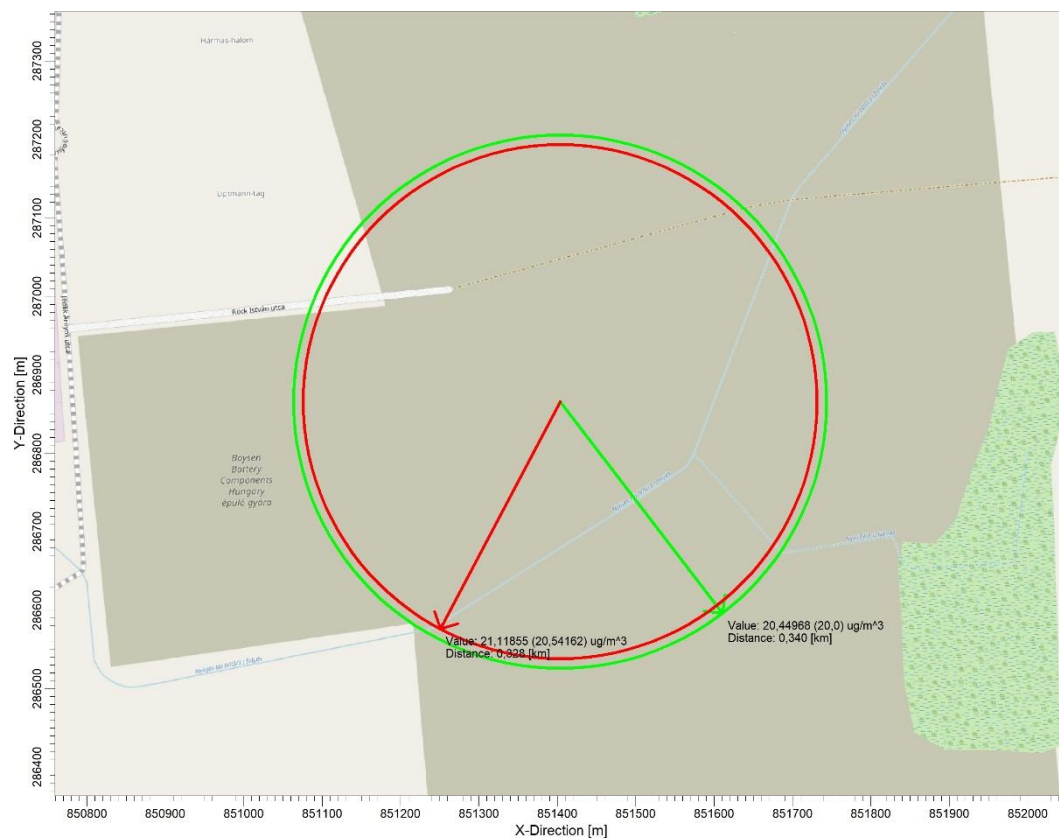 Hármas-halom
Liptmann-tag
Röck István utca
Boysen
Battery
Components
Hungary
épülő gyára
Value: 21,11855 (20,54162) ug/m^3
Distance: 0,328 [km]
Value: 20,44968 (20,0) ug/m^3
Distance: 0,340 [km]
Y-Direction [m]
287300
287200
287100
287000
286900
286800
286700
286600
286500
286400
850800
850900
851000
851100
851200
851300
851400
851500
851600
851700
851800
851900
852000
X-Direction [m]